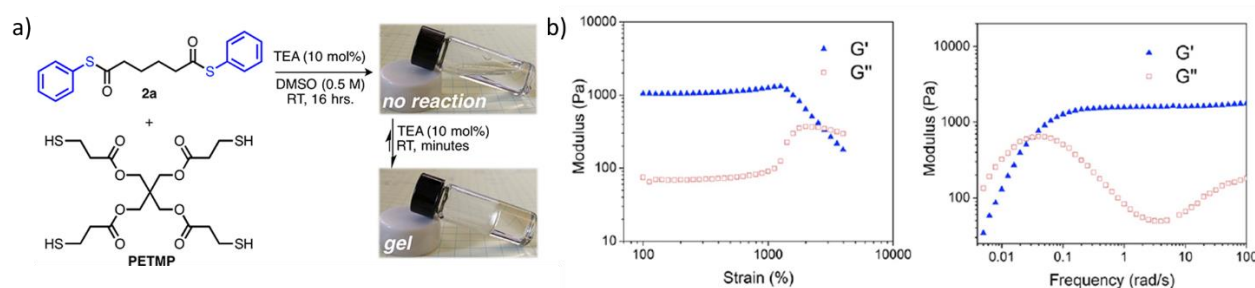 a)
S
O
O
S
2a
+
HS
SH
O
O
O
O
O
O
O
O
HS
SH
PETMP
TEA (10 mol%)
DMSO (0.5 M)
RT, 16 hrs.
no reaction
TEA (10 mol%)
RT, minutes
gel
b)
10000
1000
100
10
Modulus (Pa)
G'
G"
100
1000
10000
Strain (%)
10000
1000
100
Modulus (Pa)
G'
G"
0.01
0.1
1
10
100
Frequency (rad/s)